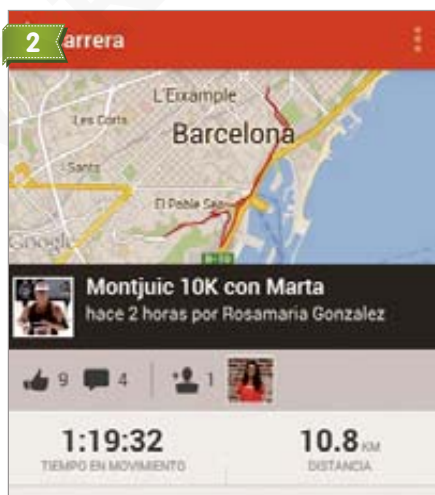 2
arrera
L'Eixample
Les Corts
Barcelona
Sants
El Poble Sec
Google
Montjuic 10K con Marta
hace 2 horas por Rosamaria Gonzalez
9 4 1
1:19:32 10.8 KM
TIEMPO EN MOVIMIENTO DISTANCIA